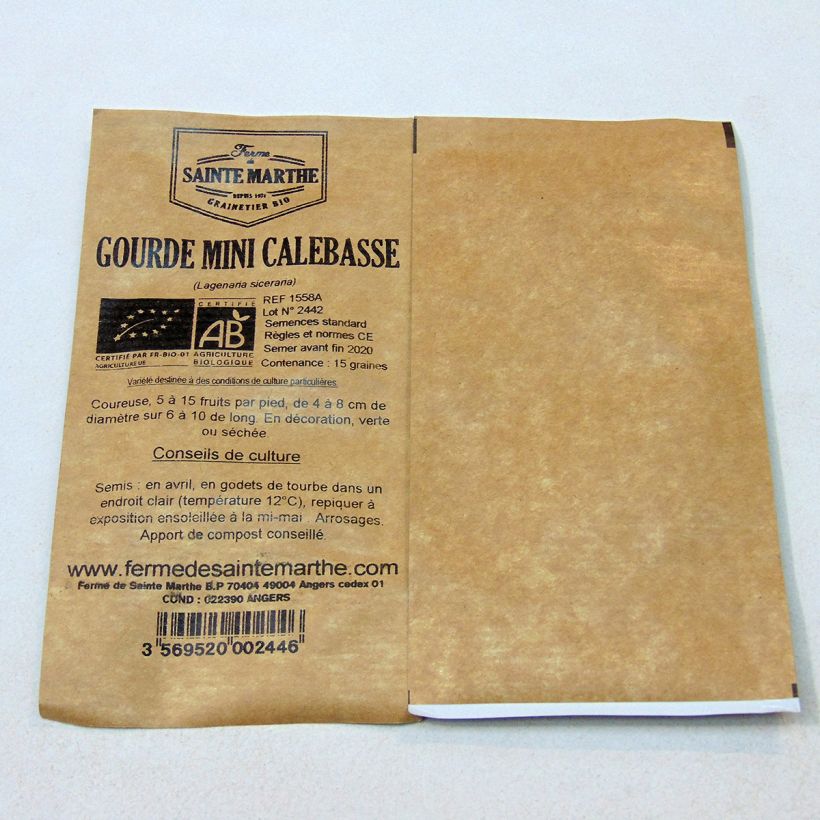 Ferme
de
SAINTE MARTHE
DEPUIS 1974
GRAINETIER BIO
GOURDE MINI CALEBASSE
(Lagenaria siceraria)
REF 1558A
Lot N° 2442
Semences standard
Règles et normes CE
Semer avant fin 2020
Contenance : 15 graines
CERTIFIÉ PAR FR-BIO-01
AGRICULTURE UE
CERTIFIÉ
AB
AGRICULTURE
BIOLOGIQUE
Variété destinée à des conditions de culture particulières.
Coureuse, 5 à 15 fruits par pied, de 4 à 8 cm de
diamètre sur 6 à 10 de long. En décoration, verte
ou séchée
Conseils de culture
Semis : en avril, en godets de tourbe dans un
endroit clair (température 12°C), repiquer à
exposition ensoleillée à la mi-mai . Arrosages.
Apport de compost conseillé.
www.fermedesaintemarthe.com
Ferme de Sainte Marthe B.P 70404 49004 Angers cedex 01
COND : 022390 ANGERS
3 569520 002446